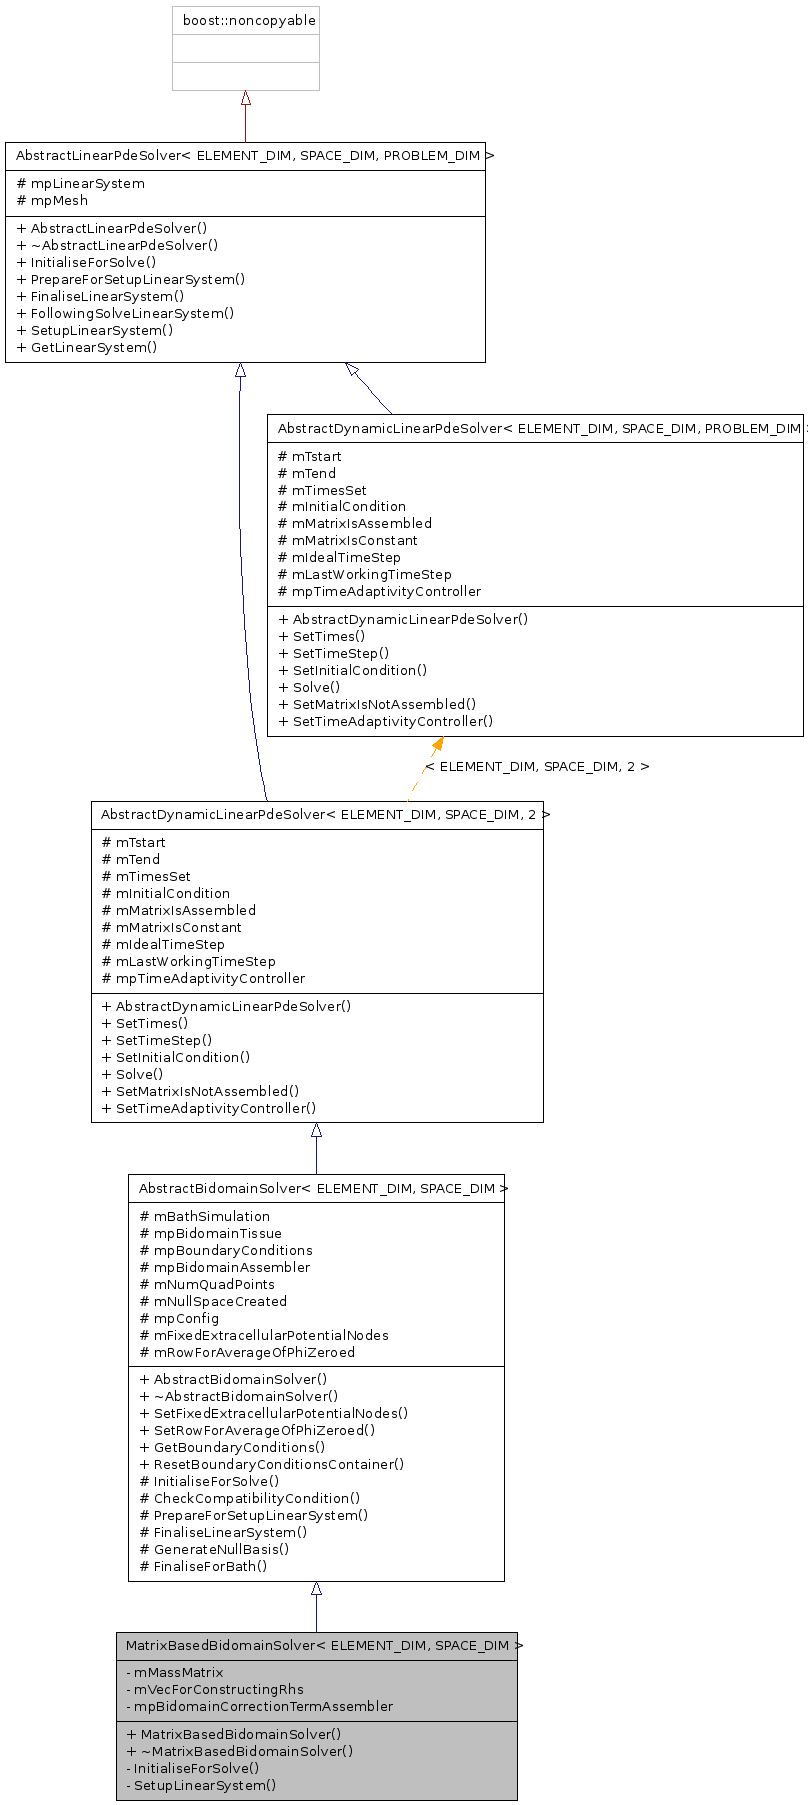 boost::noncopyable
AbstractLinearPdeSolver< ELEMENT_DIM, SPACE_DIM, PROBLEM_DIM >
# mpLinearSystem
# mpMesh
+ AbstractLinearPdeSolver()
+ ~AbstractLinearPdeSolver()
+ InitialiseForSolve()
+ PrepareForSetupLinearSystem()
+ FinaliseLinearSystem()
+ FollowingSolveLinearSystem()
+ SetupLinearSystem()
+ GetLinearSystem()
AbstractDynamicLinearPdeSolver< ELEMENT_DIM, SPACE_DIM, PROBLEM_DIM >
# mTstart
# mTend
# mTimesSet
# mInitialCondition
# mMatrixIsAssembled
# mMatrixIsConstant
# mIdealTimeStep
# mLastWorkingTimeStep
# mpTimeAdaptivityController
+ AbstractDynamicLinearPdeSolver()
+ SetTimes()
+ SetTimeStep()
+ SetInitialCondition()
+ Solve()
+ SetMatrixIsNotAssembled()
+ SetTimeAdaptivityController()
< ELEMENT_DIM, SPACE_DIM, 2 >
AbstractDynamicLinearPdeSolver< ELEMENT_DIM, SPACE_DIM, 2 >
# mTstart
# mTend
# mTimesSet
# mInitialCondition
# mMatrixIsAssembled
# mMatrixIsConstant
# mIdealTimeStep
# mLastWorkingTimeStep
# mpTimeAdaptivityController
+ AbstractDynamicLinearPdeSolver()
+ SetTimes()
+ SetTimeStep()
+ SetInitialCondition()
+ Solve()
+ SetMatrixIsNotAssembled()
+ SetTimeAdaptivityController()
AbstractBidomainSolver< ELEMENT_DIM, SPACE_DIM >
# mBathSimulation
# mpBidomainTissue
# mpBoundaryConditions
# mpBidomainAssembler
# mNumQuadPoints
# mNullSpaceCreated
# mpConfig
# mFixedExtracellularPotentialNodes
# mRowForAverageOfPhiZeroed
+ AbstractBidomainSolver()
+ ~AbstractBidomainSolver()
+ SetFixedExtracellularPotentialNodes()
+ SetRowForAverageOfPhiZeroed()
+ GetBoundaryConditions()
+ ResetBoundaryConditionsContainer()
# InitialiseForSolve()
# CheckCompatibilityCondition()
# PrepareForSetupLinearSystem()
# FinaliseLinearSystem()
# GenerateNullBasis()
# FinaliseForBath()
MatrixBasedBidomainSolver< ELEMENT_DIM, SPACE_DIM >
- mMassMatrix
- mVecForConstructingRhs
- mpBidomainCorrectionTermAssembler
+ MatrixBasedBidomainSolver()
+ ~MatrixBasedBidomainSolver()
- InitialiseForSolve()
- SetupLinearSystem()